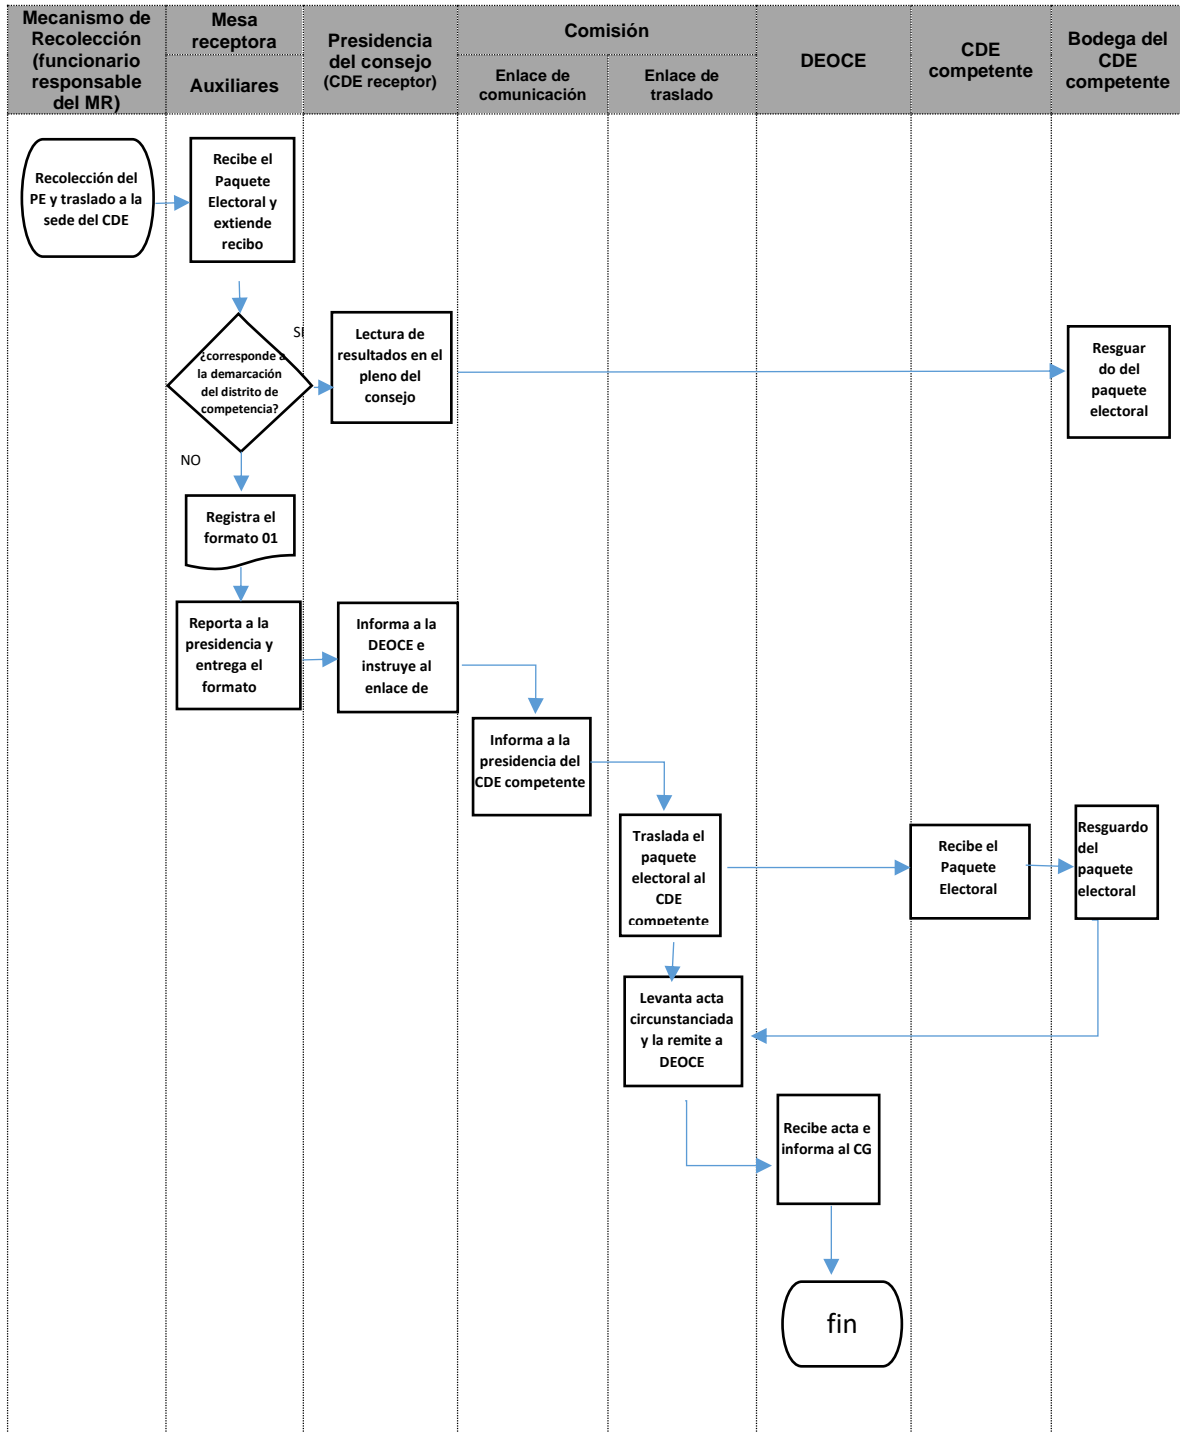 Mecanismo de
Recolección
(funcionario
responsable
del MR)
Mesa
receptora
Auxiliares
Presidencia
del consejo
(CDE receptor)
Comisión
Enlace de
comunicación
Enlace de
traslado
DEOCE
CDE
competente
Bodega del
CDE
competente
Recolección del
PE y traslado a la
sede del CDE
Recibe el
Paquete
Electoral y
extiende
recibo
SI
¿corresponde a
la demarcación
del distrito de
competencia?
Lectura de
resultados en el
pleno del
consejo
Resguar
do del
paquete
electoral
NO
Registra el
formato 01
Reporta a la
presidencia y
entrega el
formato
Informa a la
DEOCE e
instruye al
enlace de
Informa a la
presidencia del
CDE competente
Traslada el
paquete
electoral al
CDE
competente
Recibe el
Paquete
Electoral
Resguardo
del
paquete
electoral
Levanta acta
circunstanciada
y la remite a
DEOCE
Recibe acta e
informa al CG
fin